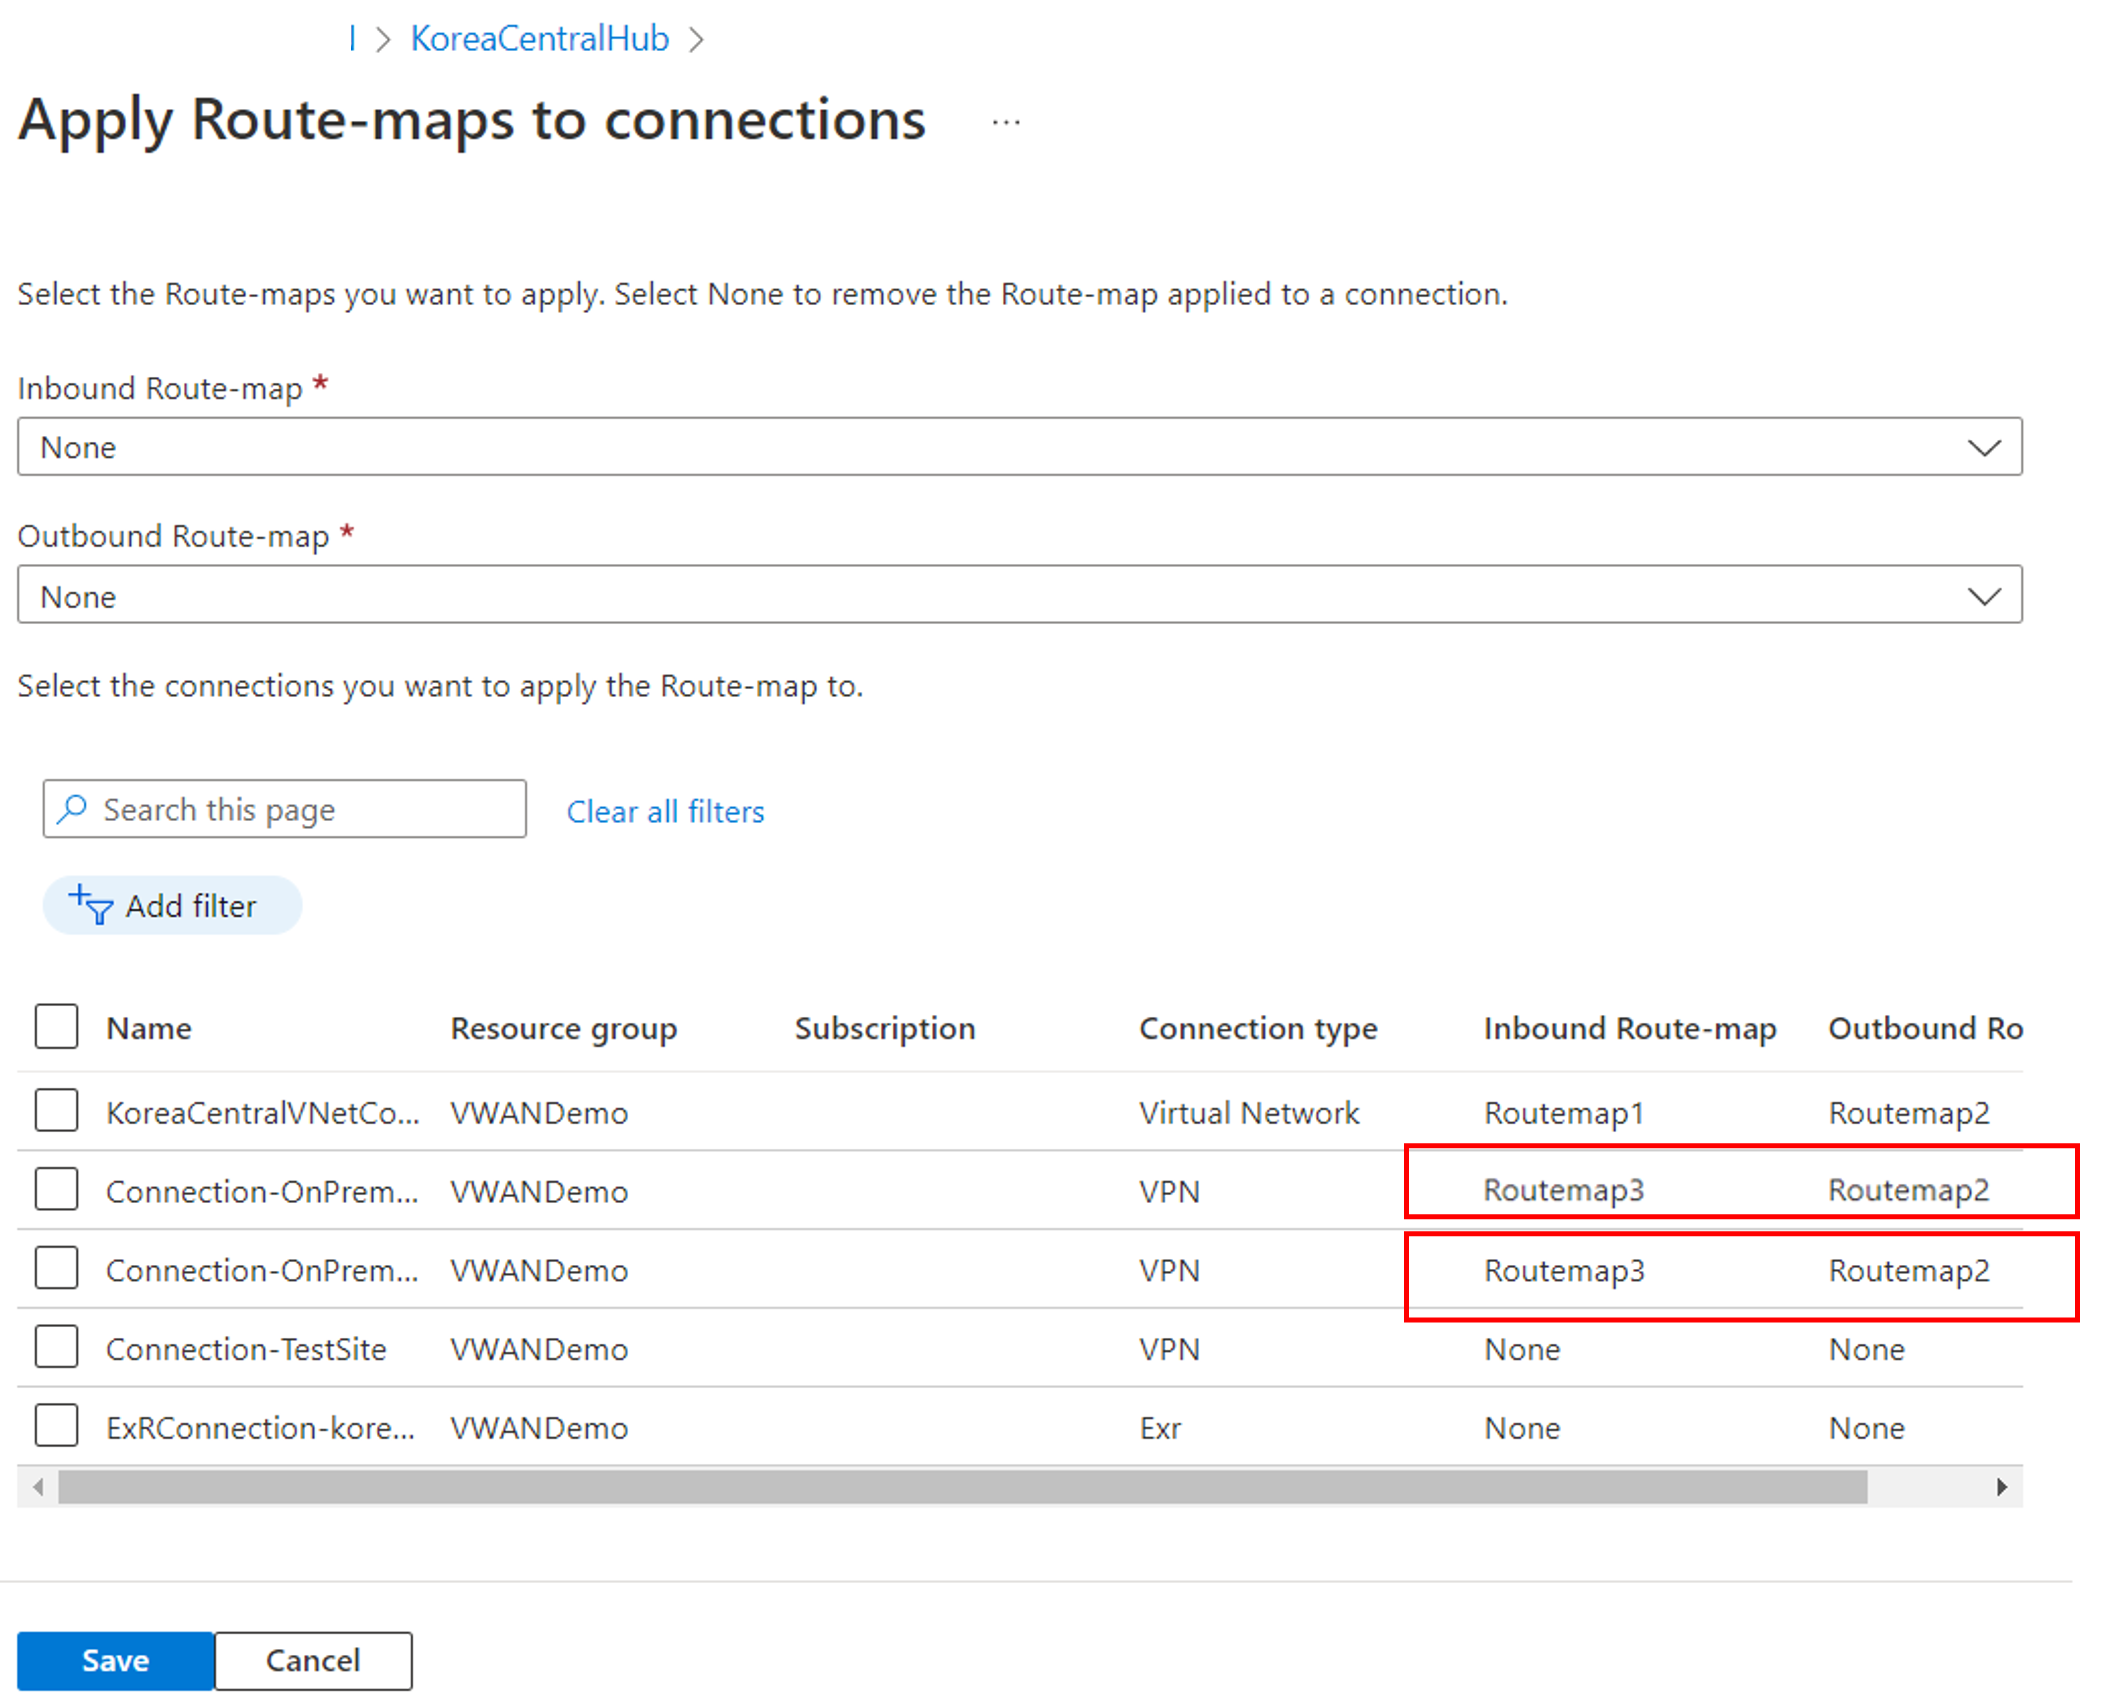 KoreaCentralHub
Apply Route-maps to connections ...
Select the Route-maps you want to apply. Select None to remove the Route-map applied to a connection.
Inbound Route-map *
None
Outbound Route-map *
None
Select the connections you want to apply the Route-map to.
Search this page Clear all filters
Add filter
Name Resource group Subscription Connection type Inbound Route-map Outbound Ro
KoreaCentralVNetCo... VWANDemo Virtual Network Routemap1 Routemap2
Connection-OnPrem... VWANDemo VPN Routemap3 Routemap2
Connection-OnPrem... VWANDemo VPN Routemap3 Routemap2
Connection-TestSite VWANDemo VPN None None
ExRConnection-kore... VWANDemo Exr None None
Save Cancel